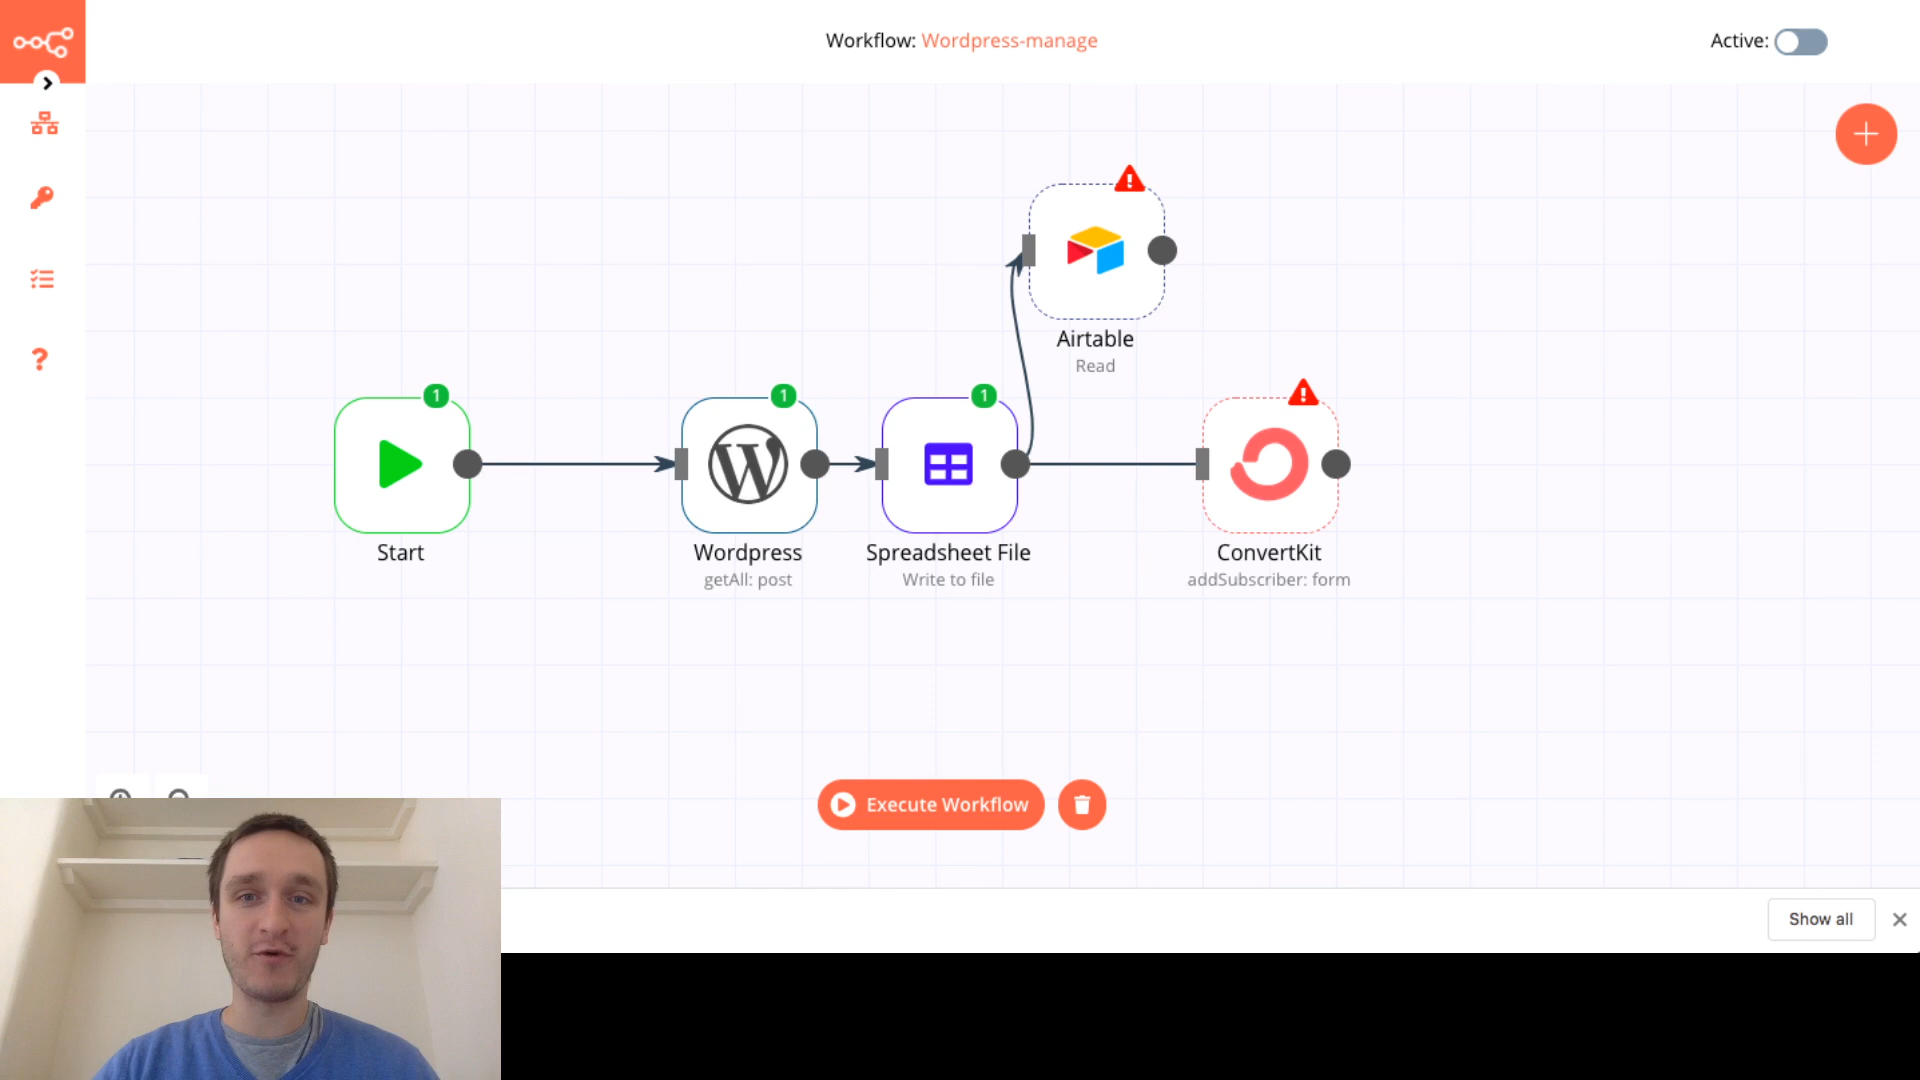 Workflow: Wordpress-manage
Active:
Airtable
Read
1
1
1
Start
Wordpress
getAll: post
Spreadsheet File
Write to file
ConvertKit
addSubscriber: form
Execute Workflow
Show all